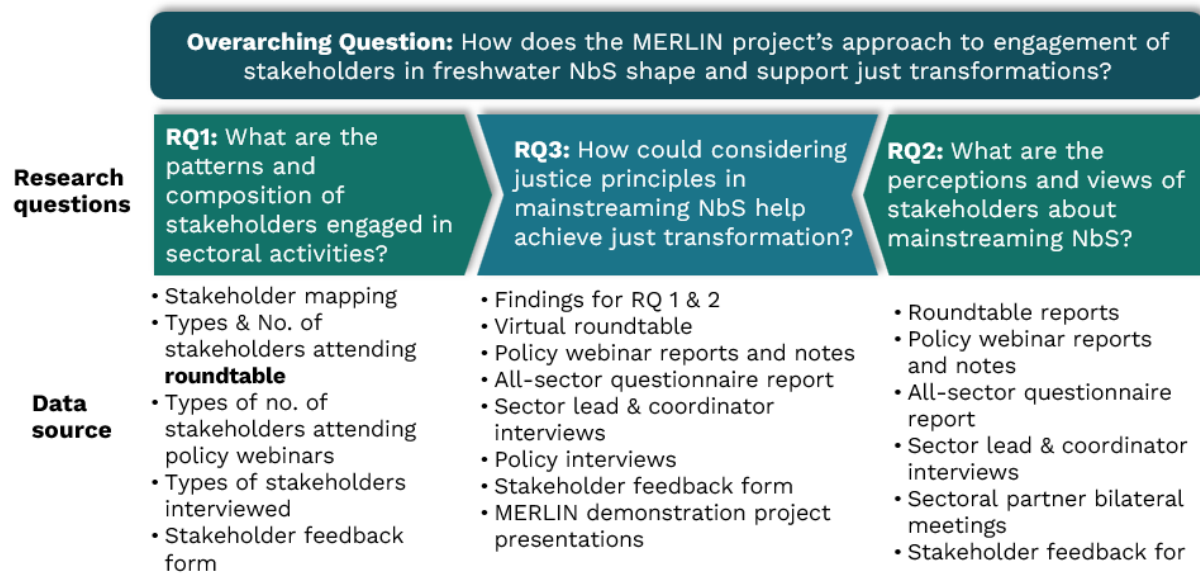 Overarching Question: How does the MERLIN project's approach to engagement of
stakeholders in freshwater NbS shape and support just transformations?
Research
questions
RQ1: What are the
patterns and
composition of
stakeholders engaged in
sectoral activities?
RQ3: How could considering
justice principles in
mainstreaming NbS help
achieve just transformation?
RQ2: What are the
perceptions and views of
stakeholders about
mainstreaming NbS?
Data
source
• Stakeholder mapping
• Types & No. of
stakeholders attending
roundtable
• Types of no. of
stakeholders attending
policy webinars
• Types of stakeholders
interviewed
• Stakeholder feedback
form
• Findings for RQ 1 & 2
• Virtual roundtable
• Policy webinar reports and notes
• All-sector questionnaire report
• Sector lead & coordinator
interviews
• Policy interviews
• Stakeholder feedback form
• MERLIN demonstration project
presentations
• Roundtable reports
• Policy webinar reports
and notes
• All-sector questionnaire
report
• Sector lead & coordinator
interviews
• Sectoral partner bilateral
meetings
• Stakeholder feedback for